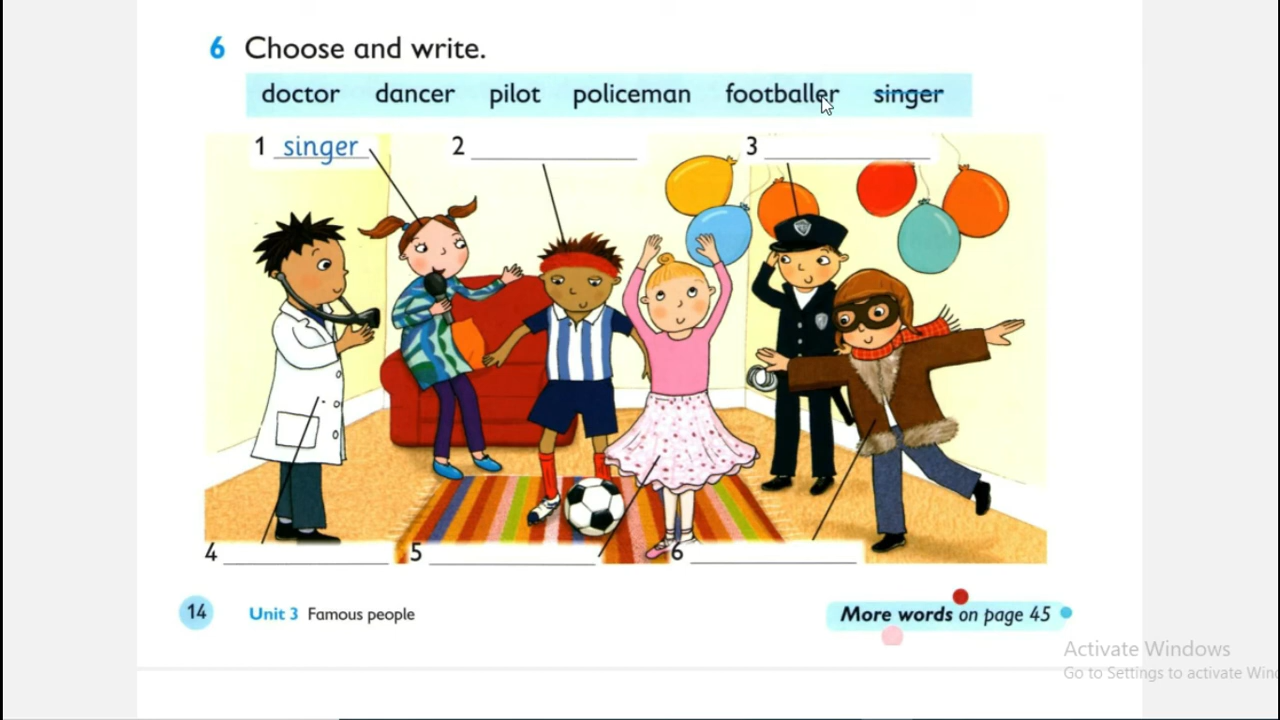 6 Choose and write.
doctor dancer pilot policeman footballer singer
1 singer 2 3
4 5 6
14 Unit 3 Famous people More words on page 45
Activate Windows
Go to Settings to activate Win